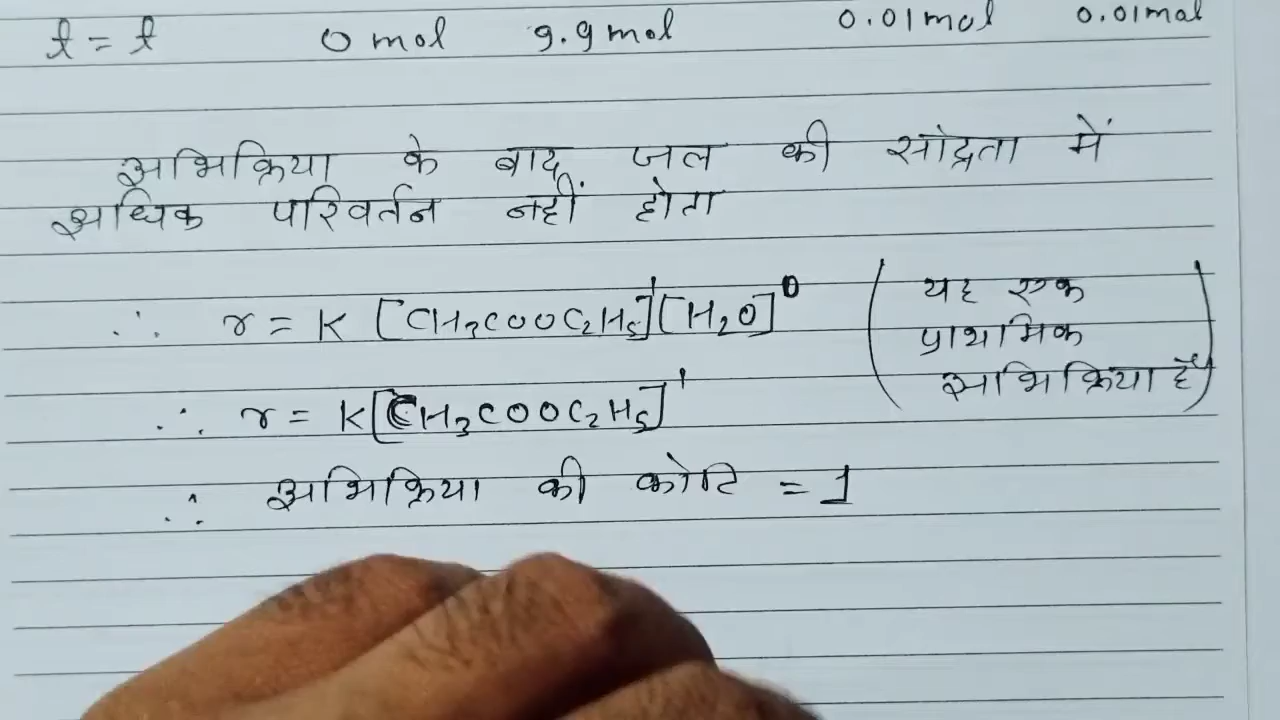 t = t 0 mol 9.9 mol 0.01 mol 0.01 mol
अभिक्रिया के बाद जल की सांद्रता में
अधिक परिवर्तन नहीं होता
∴ r = K [CH₃COOC₂H₅]¹[H₂O]⁰
(यह एक
प्राथमिक
अभिक्रिया है)
∴ r = K[CH₃COOC₂H₅]¹
∴ अभिक्रिया की कोटि = 1